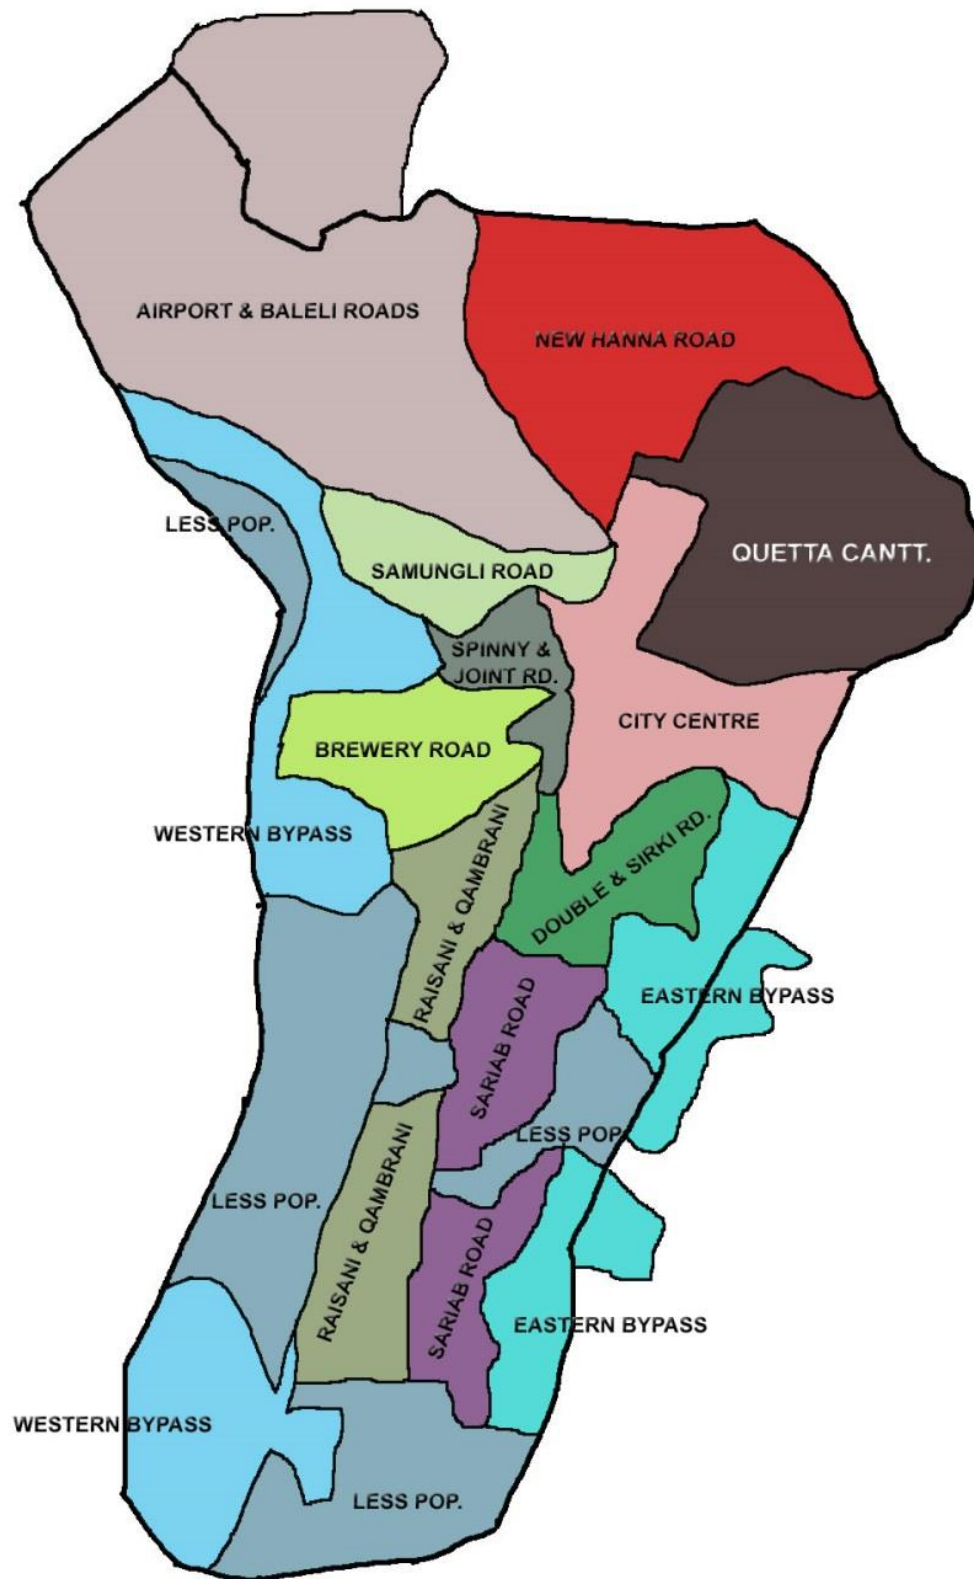 AIRPORT & BALELI ROADS
NEW HANNA ROAD
LESS POP.
QUETTA CANTT.
SAMUNGLI ROAD
SPINNY &
JOINT RD.
CITY CENTRE
BREWERY ROAD
WESTERN BYPASS
RAISANI & QAMBRANI
DOUBLE & SIRKI RD.
EASTERN BYPASS
SARIAB ROAD
LESS POP.
LESS POP.
RAISANI & QAMBRANI
SARIAB ROAD
EASTERN BYPASS
WESTERN BYPASS
LESS POP.